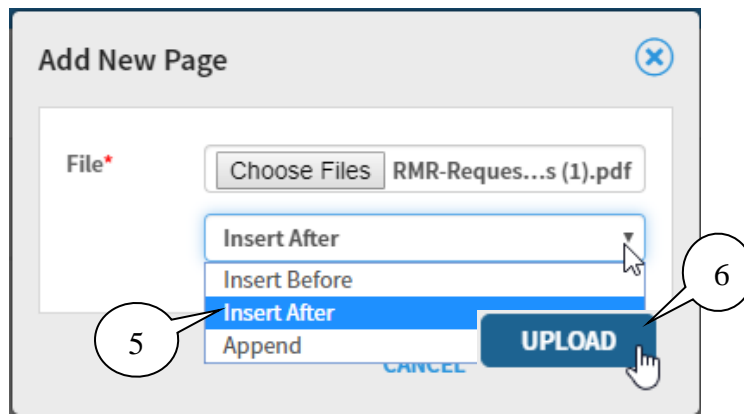 Add New Page
File*
Choose Files RMR-Reques...s (1).pdf
Insert After
Insert Before
Insert After
Append
5
6
UPLOAD
CANCEL